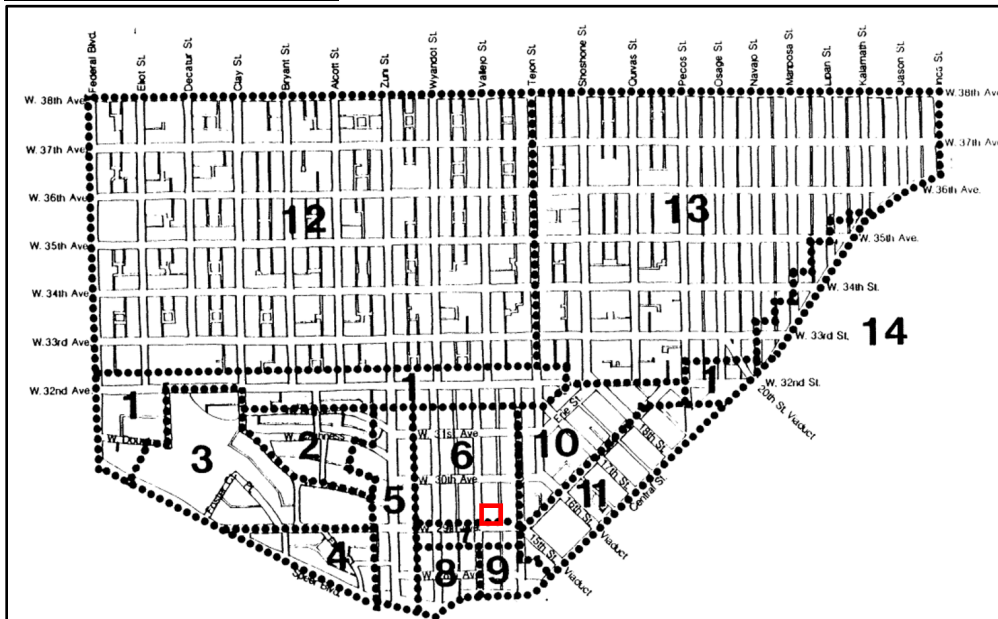 Federal Blvd.
Eliot St.
Decatur St.
Clay St.
Bryant St.
Alcott St.
Zuni St.
Wyandot St.
Vallejo St.
Tejon St.
Shoshone St.
Quivas St.
Pecos St.
Osage St.
Navajo St.
Mariposa St.
Lipan St.
Kalamath St.
Jason St.
Inca St.
W. 38th Ave. W. 38th Ave
W. 37th Ave. W. 37th Ave
W. 36th Ave. W. 36th Ave.
12 13
W. 35th Ave W. 35th Ave.
W. 34th Ave W. 34th St.
14
W. 33rd Ave W. 33rd St.
W. 32nd Ave 1 1 W. 32nd St.
1
20th St. Viaduct
Erie St.
W. 31st Ave
10
18th St.
2
3
6
W. 30th Ave
17th St.
Central St.
5
11
16th St. Viaduct
W. 29th Ave
7
15th St. Viaduct
4
8 9
Speer Blvd.